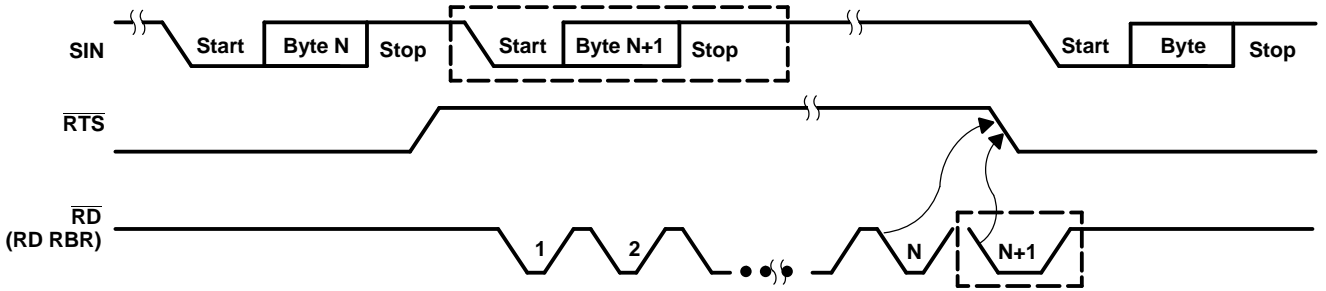 SIN
Start
Byte N
Stop
Start
Byte N+1
Stop
Start
Byte
Stop
RTS
RD
(RD RBR)
1
2
N
N+1